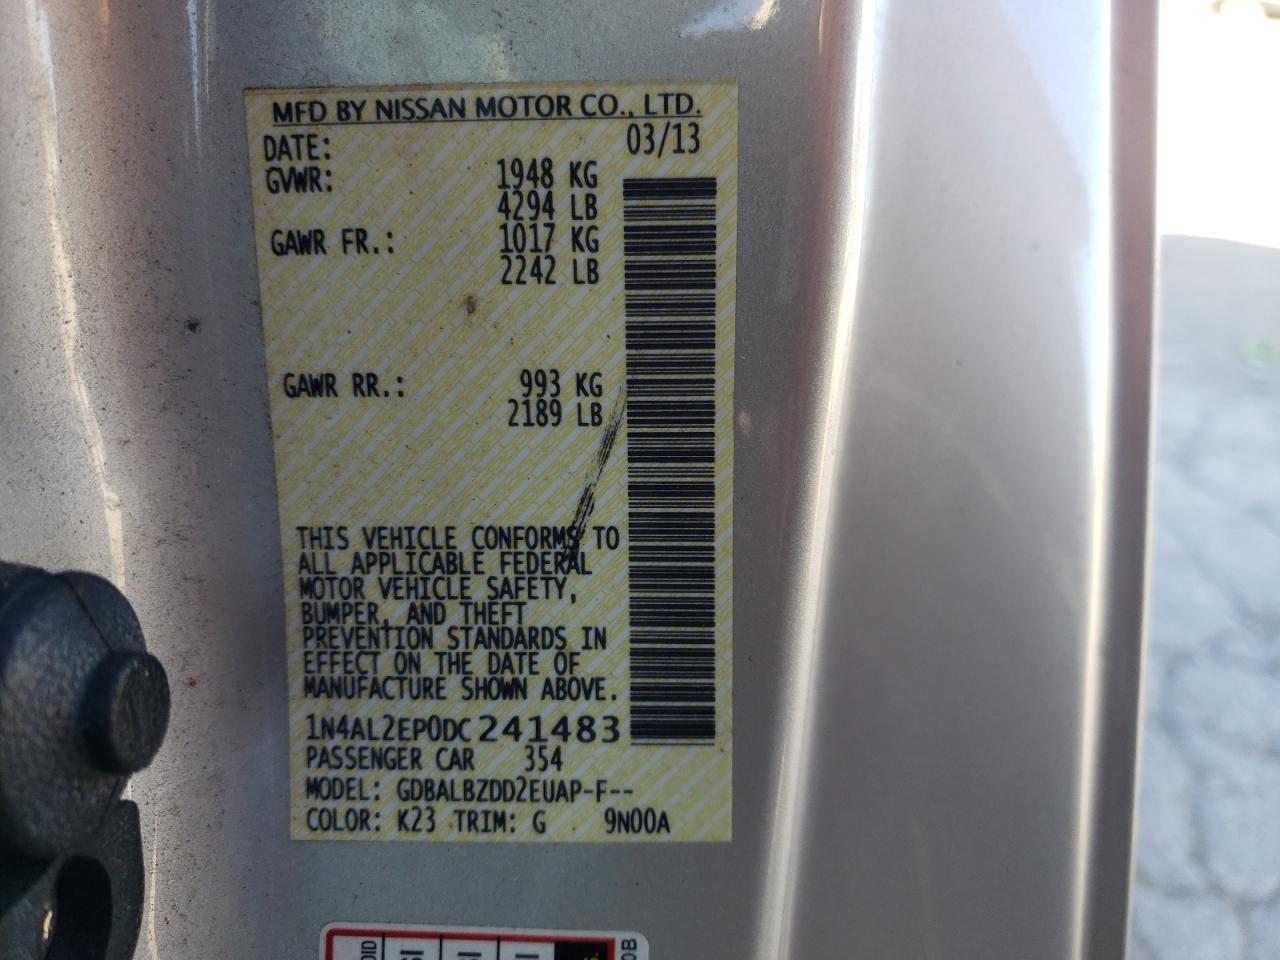 MFD BY NISSAN MOTOR CO., LTD.
DATE: 03/13
GVWR: 1948 KG
4294 LB
GAWR FR.: 1017 KG
2242 LB
GAWR RR.: 993 KG
2189 LB
THIS VEHICLE CONFORMS TO
ALL APPLICABLE FEDERAL
MOTOR VEHICLE SAFETY,
BUMPER, AND THEFT
PREVENTION STANDARDS IN
EFFECT ON THE DATE OF
MANUFACTURE SHOWN ABOVE.
1N4AL2EP0DC241483
PASSENGER CAR 354
MODEL: GDBALBZDD2EUAP-F--
COLOR: K23 TRIM: G 9N00A